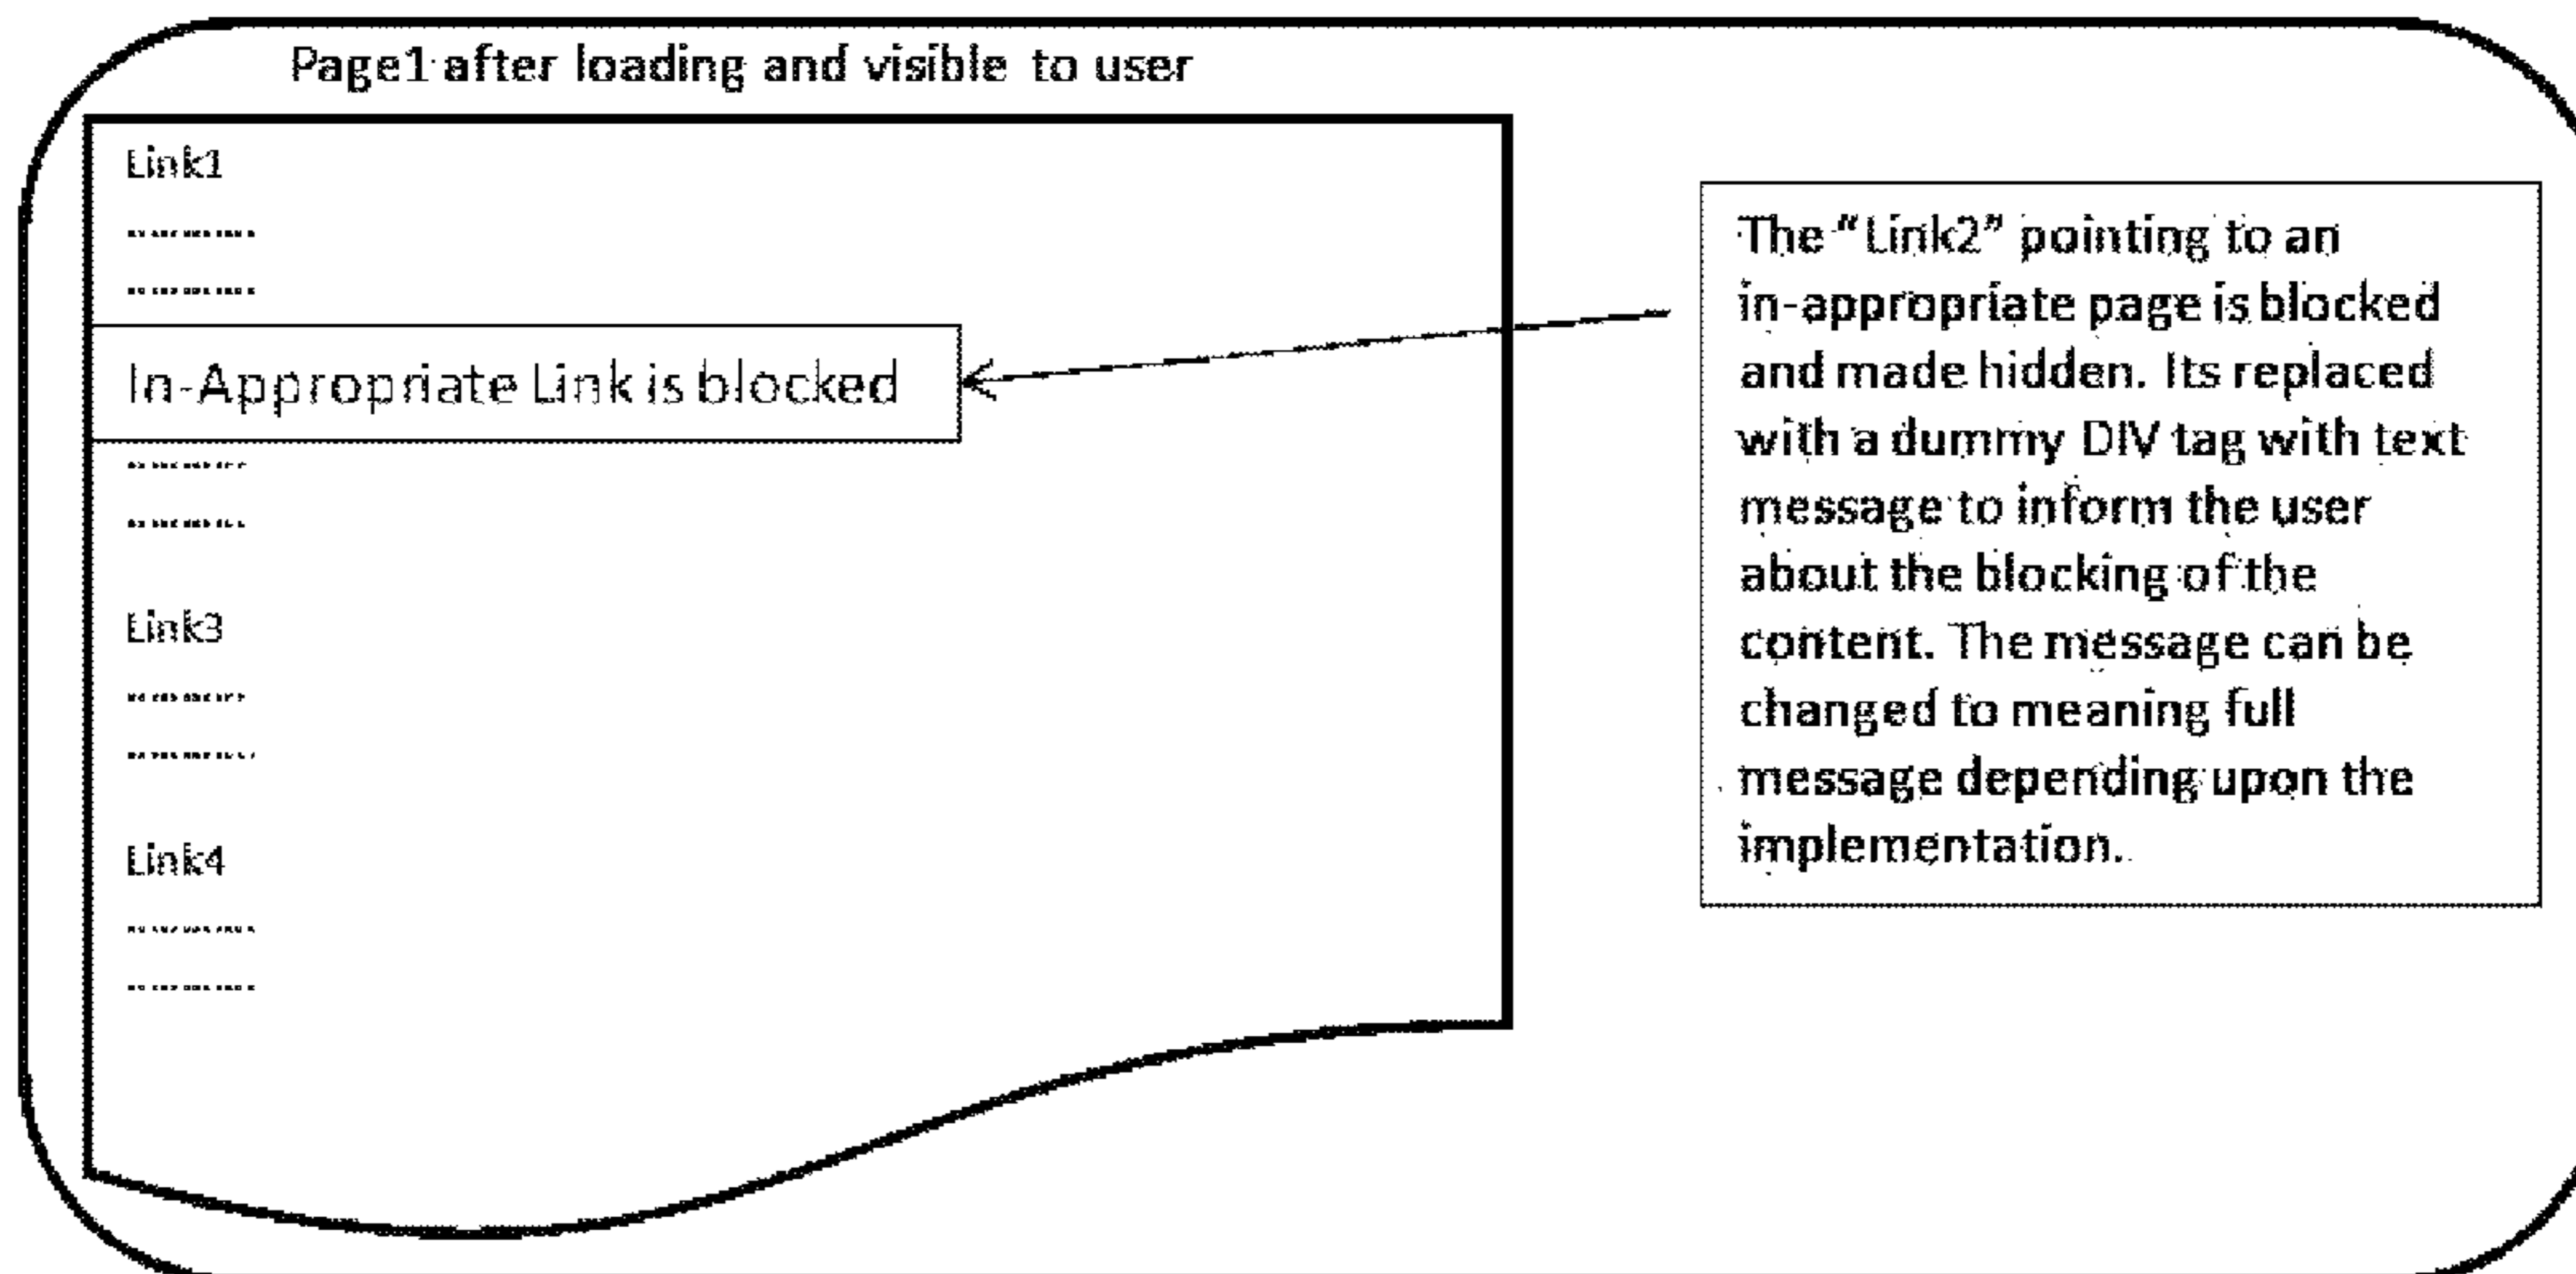 Page1 after loading and visible to user
Link1
In-Appropriate Link is blocked
Link3
Link4
The “Link2” pointing to an
in-appropriate page is blocked
and made hidden. Its replaced
with a dummy DIV tag with text
message to inform the user
about the blocking of the
content. The message can be
changed to meaning full
message depending upon the
implementation.